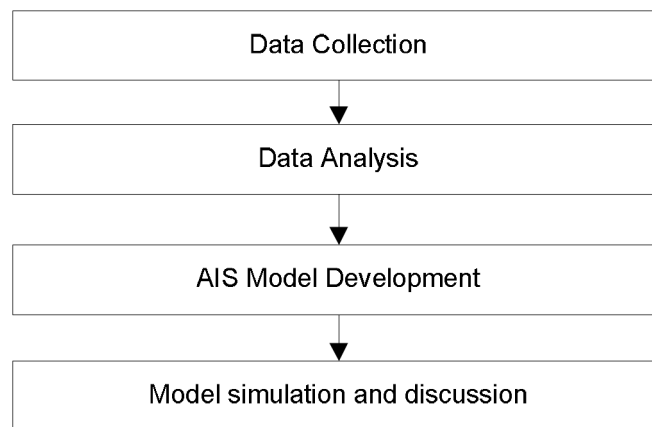 Data Collection
Data Analysis
AIS Model Development
Model simulation and discussion